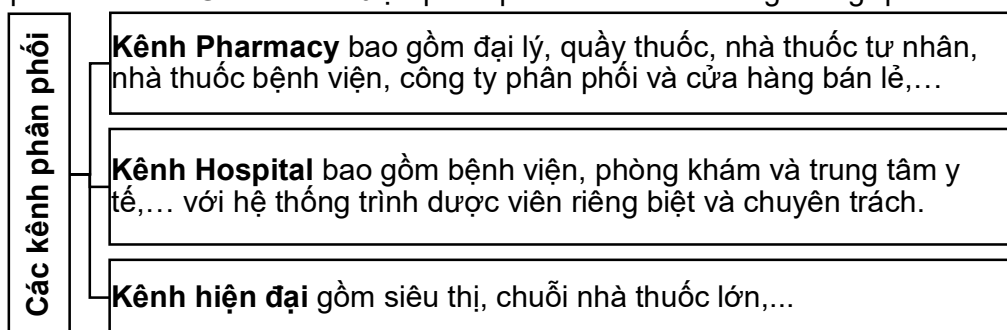 Các kênh phân phối
Kênh Pharmacy bao gồm đại lý, quầy thuốc, nhà thuốc tư nhân,
nhà thuốc bệnh viện, công ty phân phối và cửa hàng bán lẻ,…
Kênh Hospital bao gồm bệnh viện, phòng khám và trung tâm y
tế,… với hệ thống trình dược viên riêng biệt và chuyên trách.
Kênh hiện đại gồm siêu thị, chuỗi nhà thuốc lớn,...